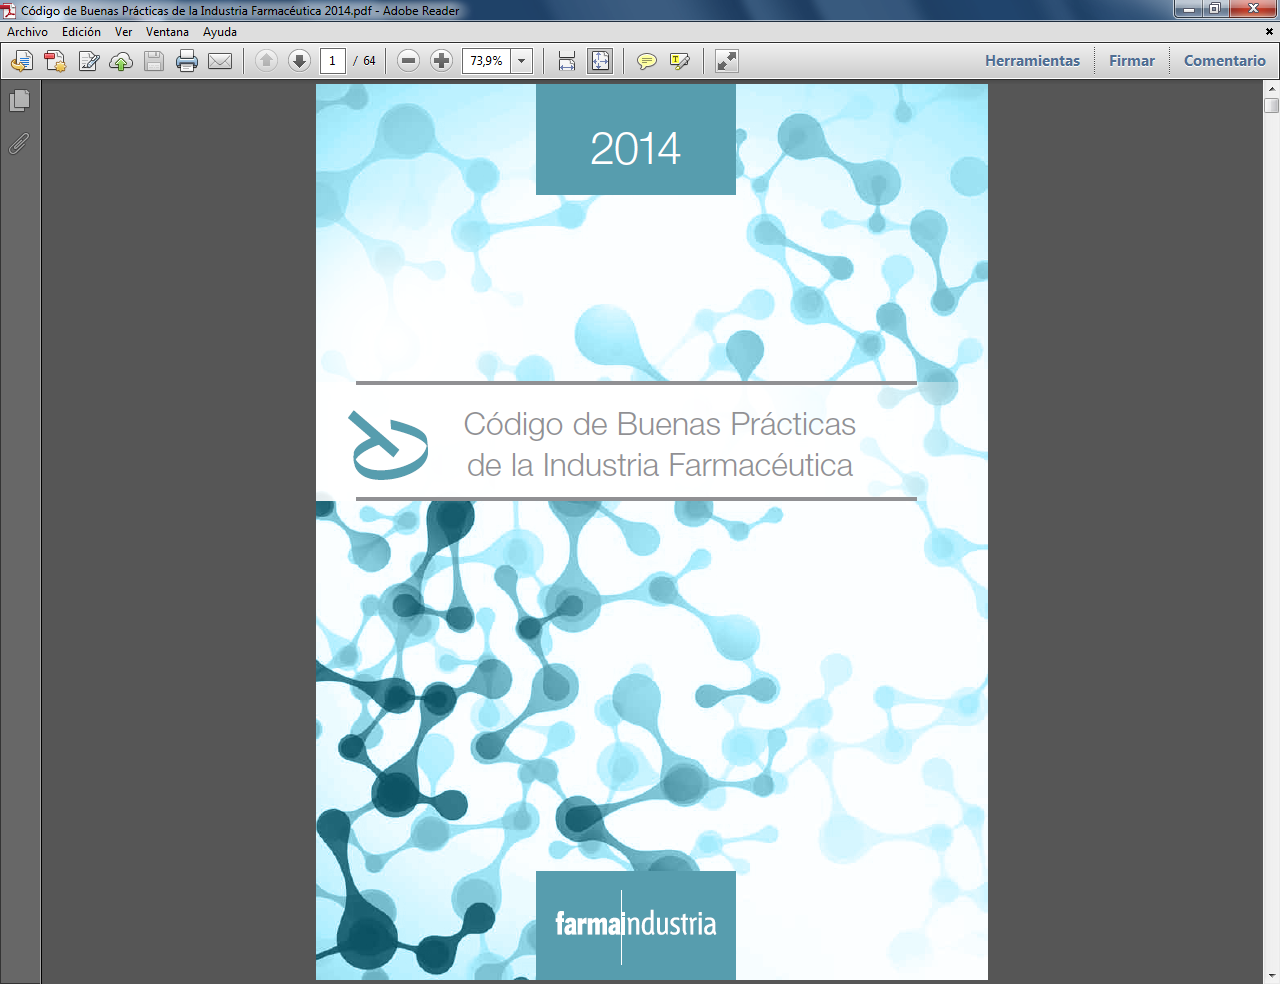 Código de Buenas Prácticas de la Industria Farmacéutica 2014.pdf - Adobe Reader
Archivo Edición Ver Ventana Ayuda
1 / 64 73,9% Herramientas Firmar Comentario
2014
Código de Buenas Prácticas
de la Industria Farmacéutica
farmaindustria